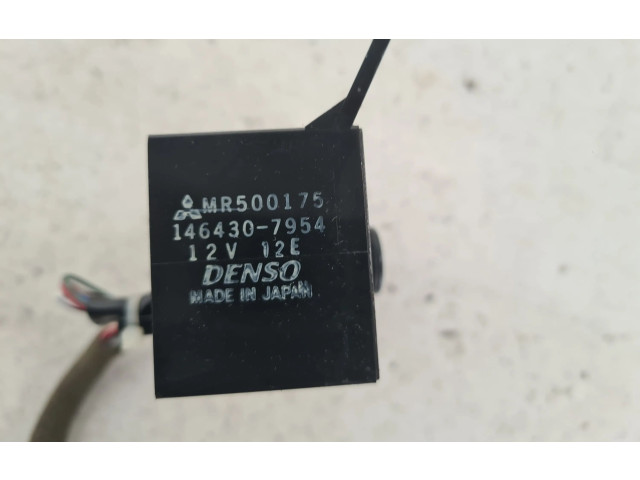 MR500175
146430-7954
12V 12E
DENSO
MADE IN JAPAN